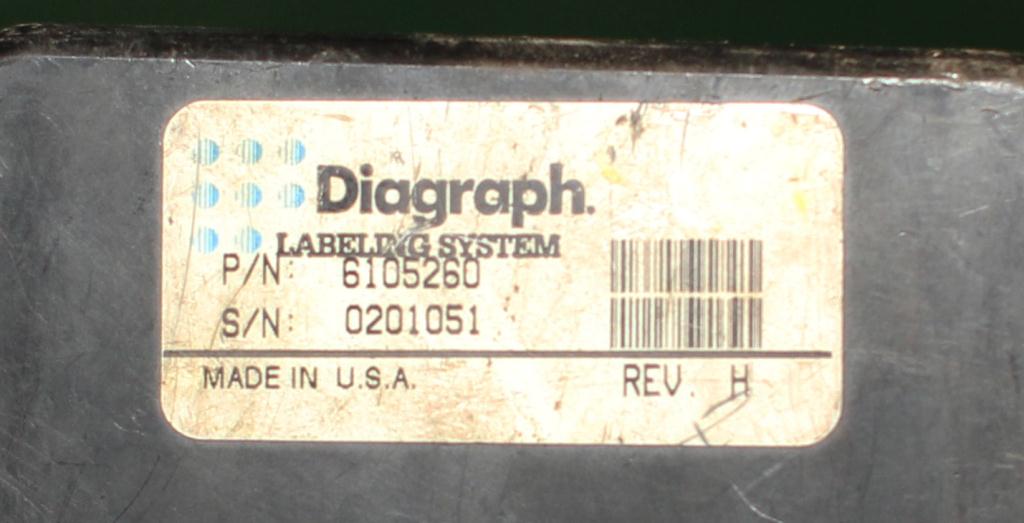 Diagraph.
LABELING SYSTEM
P/N: 6105260
S/N: 0201051
MADE IN U.S.A.
REV. H